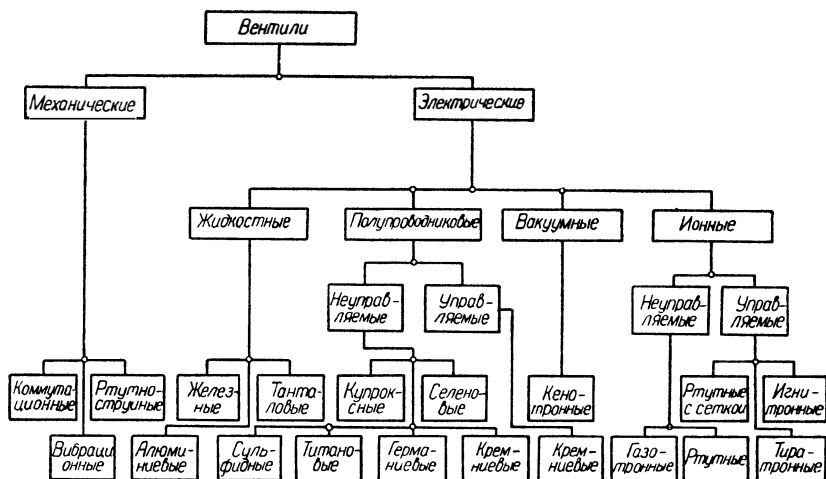 Вентили
Механические
Электрические
Жидкостные
Полупроводниковые
Вакуумные
Ионные
Неуправ-
ляемые
Управ-
ляемые
Неуправ-
ляемые
Управ-
ляемые
Коммута-
ционные
Ртутно-
струйные
Желез-
ные
Танта-
ловые
Купрок-
сные
Селено-
вые
Кено-
тронные
Ртутные
с сеткой
Игни-
тронные
Вибраци-
онные
Алюми-
ниевые
Суль-
фидные
Титано-
вые
Герма-
ниевые
Крем-
ниевые
Крем-
ниевые
Газо-
тронные
Ртутные
Тира-
тронные